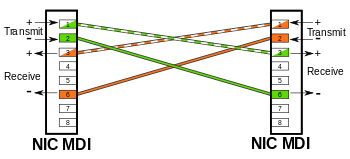 + 1 1 +
Transmit Transmit
- 2 2 -
+ 3 3 +
4 4
Receive Receive
5 5
- 6 6 -
7 7
8 8
NIC MDI NIC MDI